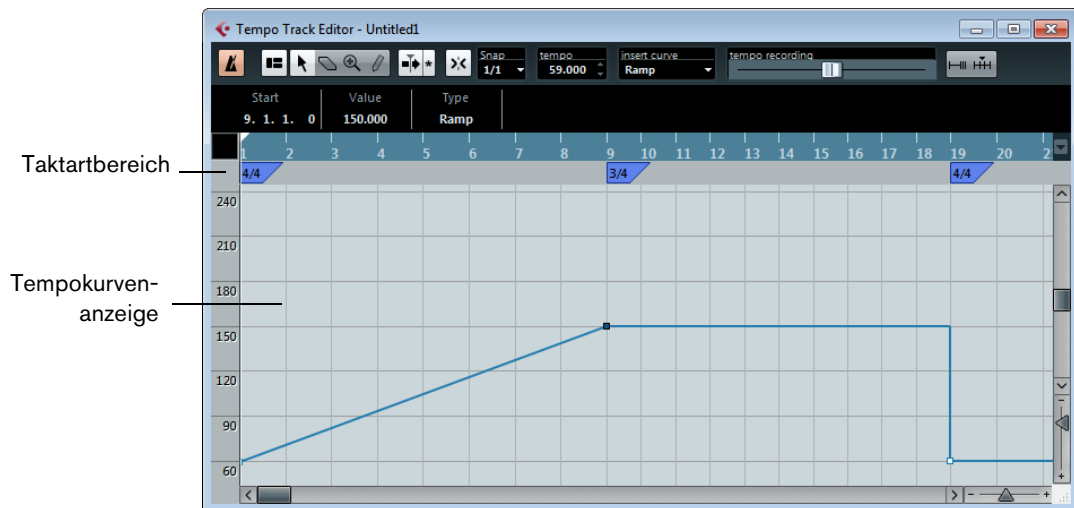 Tempo Track Editor - Untitled1
Snap tempo insert curve tempo recording
1/1 59.000 Ramp
Start Value Type
9. 1. 1. 0 150.000 Ramp
1 2 3 4 5 6 7 8 9 10 11 12 13 14 15 16 17 18 19 20 2
Taktartbereich
4/4 3/4 4/4
240
210
Tempokurven-
anzeige
180
150
120
90
60